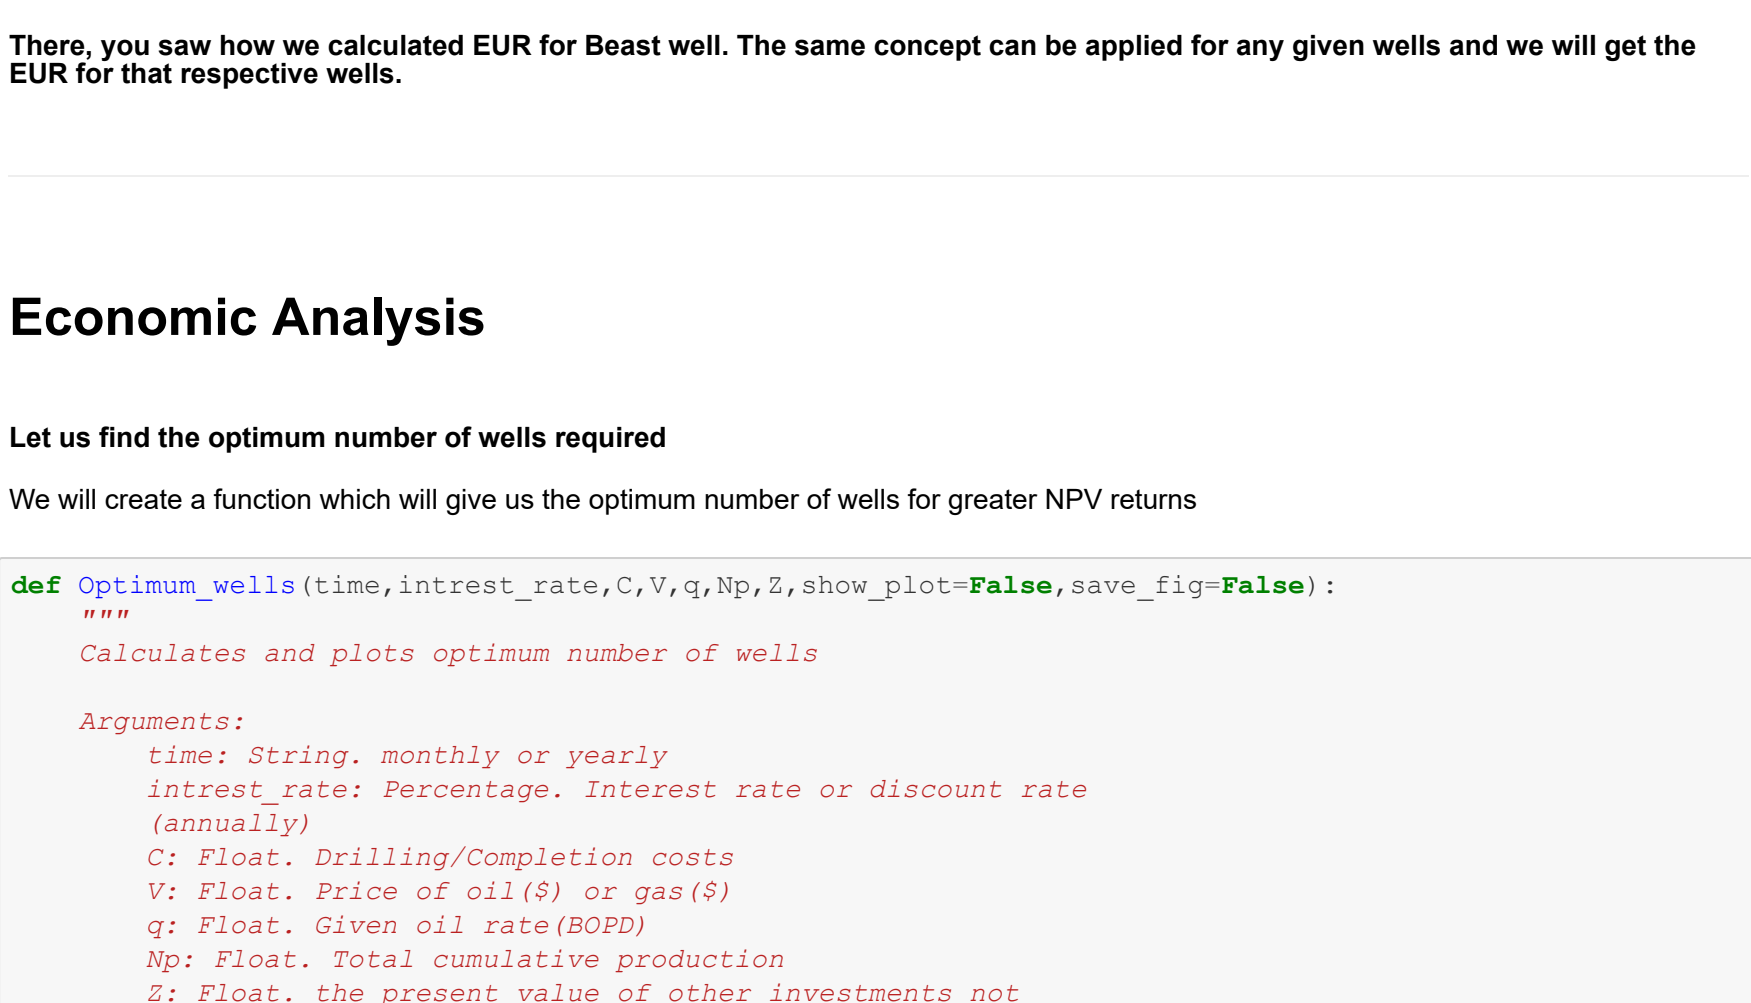 There, you saw how we calculated EUR for Beast well. The same concept can be applied for any given wells and we will get the
EUR for that respective wells.
Economic Analysis
Let us find the optimum number of wells required
We will create a function which will give us the optimum number of wells for greater NPV returns
def Optimum_wells(time,intrest_rate,C,V,q,Np,Z,show_plot=False,save_fig=False):
    """
    Calculates and plots optimum number of wells
    Arguments:
        time: String. monthly or yearly
        intrest_rate: Percentage. Interest rate or discount rate
        (annually)
        C: Float. Drilling/Completion costs
        V: Float. Price of oil($) or gas($)
        q: Float. Given oil rate(BOPD)
        Np: Float. Total cumulative production
        Z: Float. the present value of other investments not